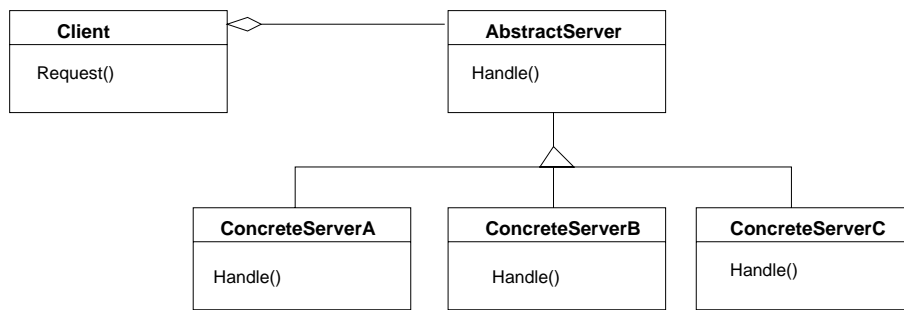 Client
Request()
AbstractServer
Handle()
ConcreteServerA
Handle()
ConcreteServerB
Handle()
ConcreteServerC
Handle()